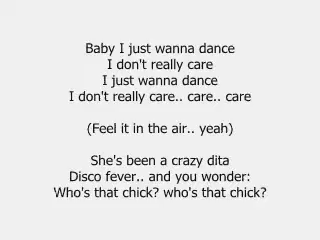 Baby I just wanna dance
I don't really care
I just wanna dance
I don't really care.. care.. care
(Feel it in the air.. yeah)
She's been a crazy dita
Disco fever.. and you wonder:
Who's that chick? who's that chick?